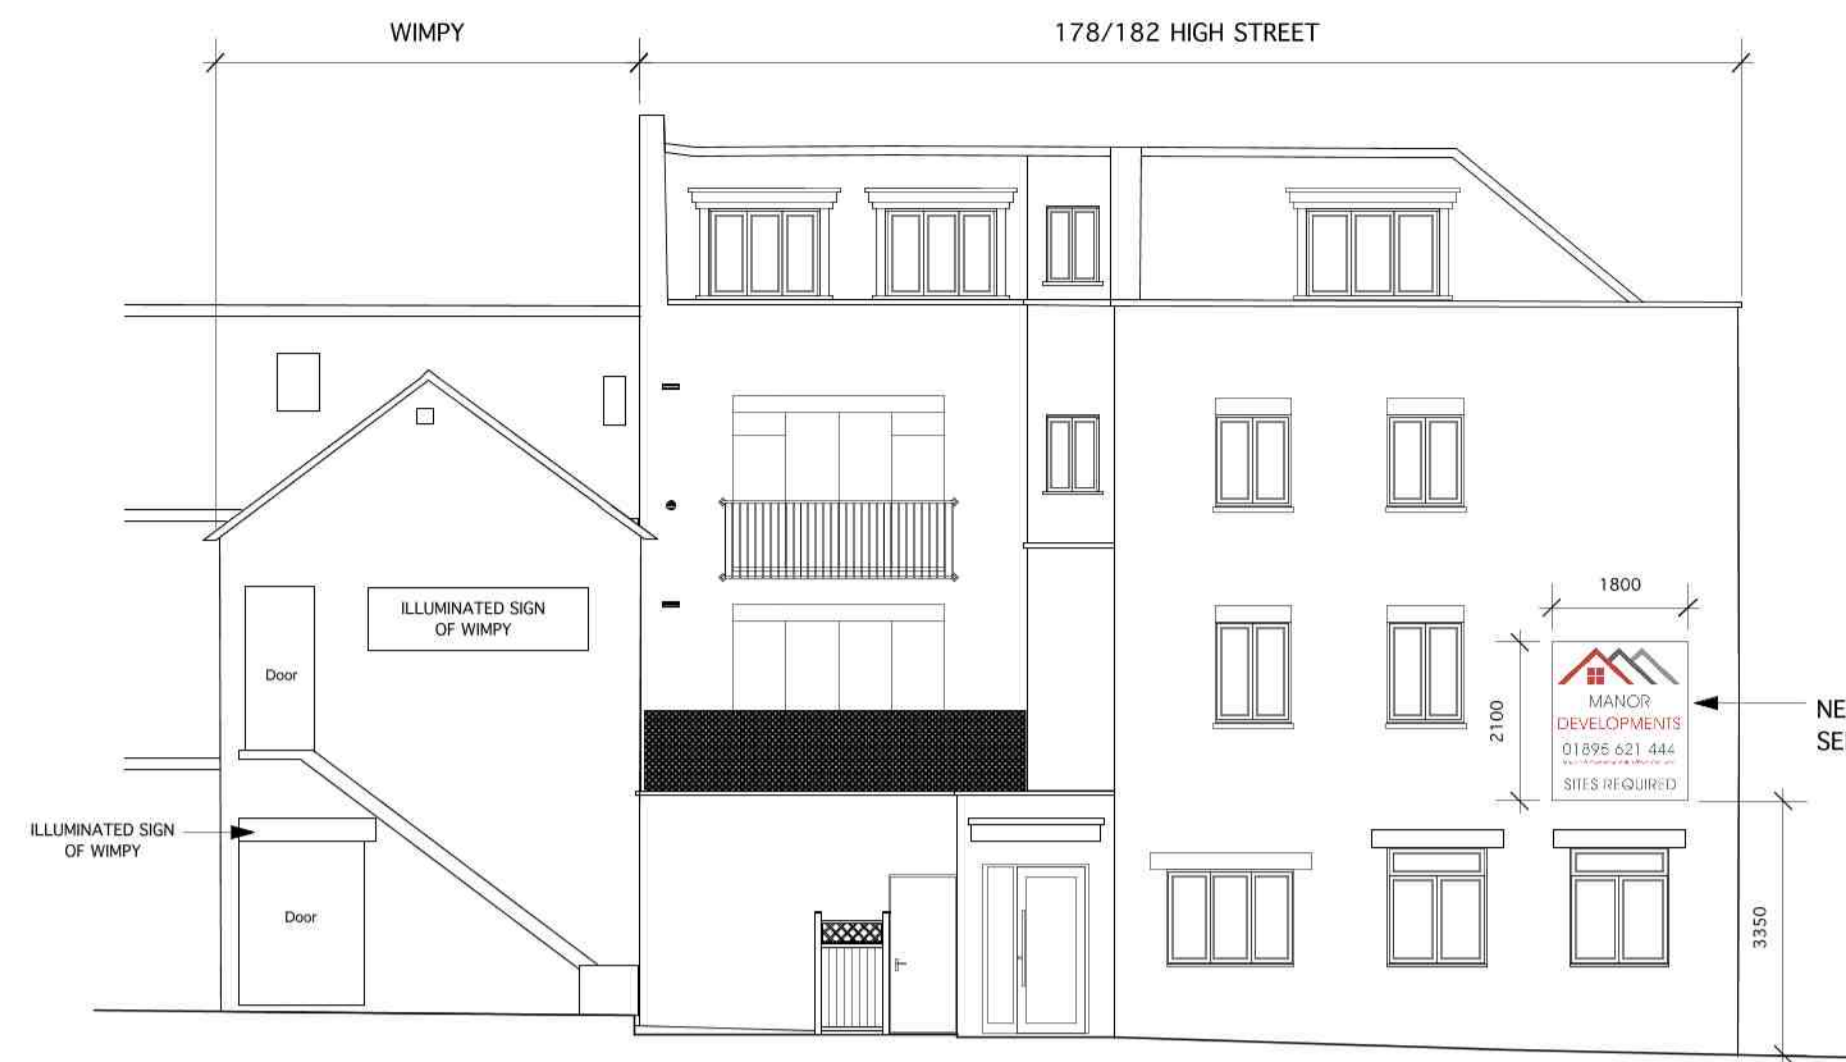 WIMPY
178/182 HIGH STREET
ILLUMINATED SIGN
OF WIMPY
Door
ILLUMINATED SIGN
OF WIMPY
Door
1800
2100
MANOR
DEVELOPMENTS
01895 621 444
SITES REQUIRED
NE
SE
3350